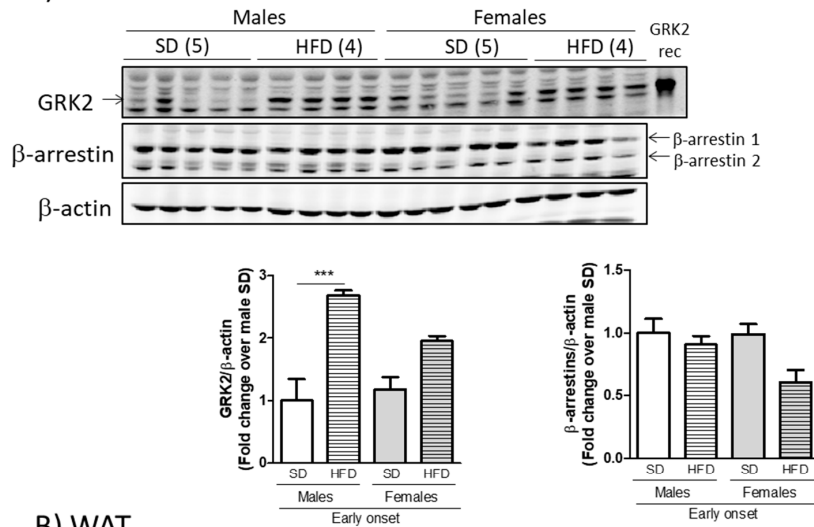 Males Females
SD (5) HFD (4) SD (5) HFD (4) GRK2 rec
GRK2
β-arrestin
β-arrestin 1
β-arrestin 2
β-actin
GRK2/β-actin
(Fold change over male SD)
3
2
1
0
***
SD HFD SD HFD
Males Females
Early onset
β-arrestins/β-actin
(Fold change over male SD)
1.5
1.0
0.5
0.0
SD HFD SD HFD
Males Females
Early onset
B) WAT